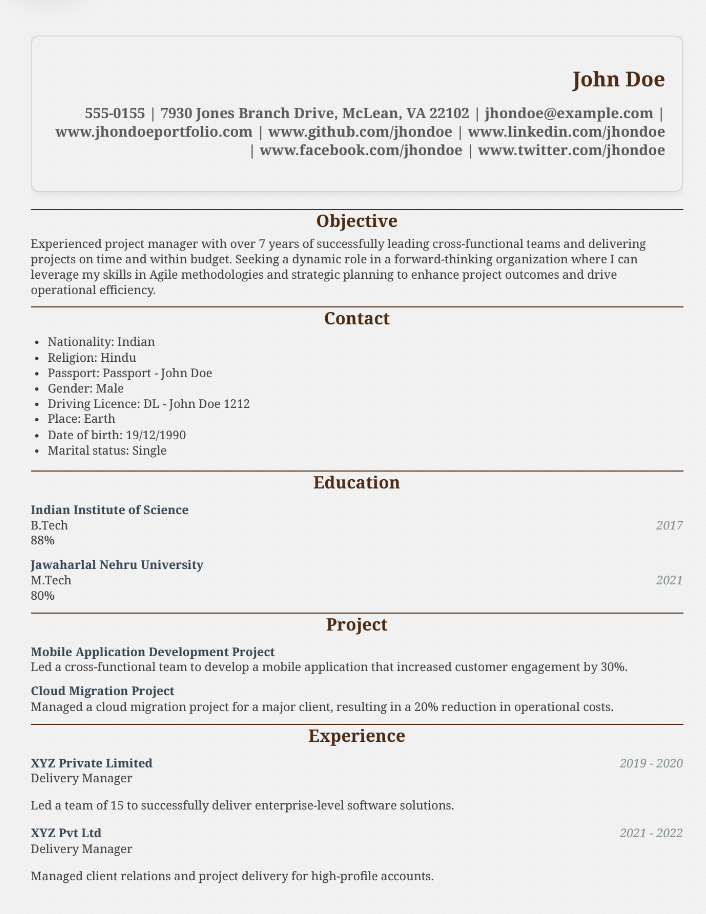 John Doe
555-0155 | 7930 Jones Branch Drive, McLean, VA 22102 | jhondoe@example.com |
www.jhondoeportfolio.com | www.github.com/jhondoe | www.linkedin.com/jhondoe
| www.facebook.com/jhondoe | www.twitter.com/jhondoe
Objective
Experienced project manager with over 7 years of successfully leading cross-functional teams and delivering
projects on time and within budget. Seeking a dynamic role in a forward-thinking organization where I can
leverage my skills in Agile methodologies and strategic planning to enhance project outcomes and drive
operational efficiency.
Contact
• Nationality: Indian
• Religion: Hindu
• Passport: Passport - John Doe
• Gender: Male
• Driving Licence: DL - John Doe 1212
• Place: Earth
• Date of birth: 19/12/1990
• Marital status: Single
Education
Indian Institute of Science
B.Tech 2017
88%
Jawaharlal Nehru University
M.Tech 2021
80%
Project
Mobile Application Development Project
Led a cross-functional team to develop a mobile application that increased customer engagement by 30%.
Cloud Migration Project
Managed a cloud migration project for a major client, resulting in a 20% reduction in operational costs.
Experience
XYZ Private Limited 2019 - 2020
Delivery Manager
Led a team of 15 to successfully deliver enterprise-level software solutions.
XYZ Pvt Ltd 2021 - 2022
Delivery Manager
Managed client relations and project delivery for high-profile accounts.